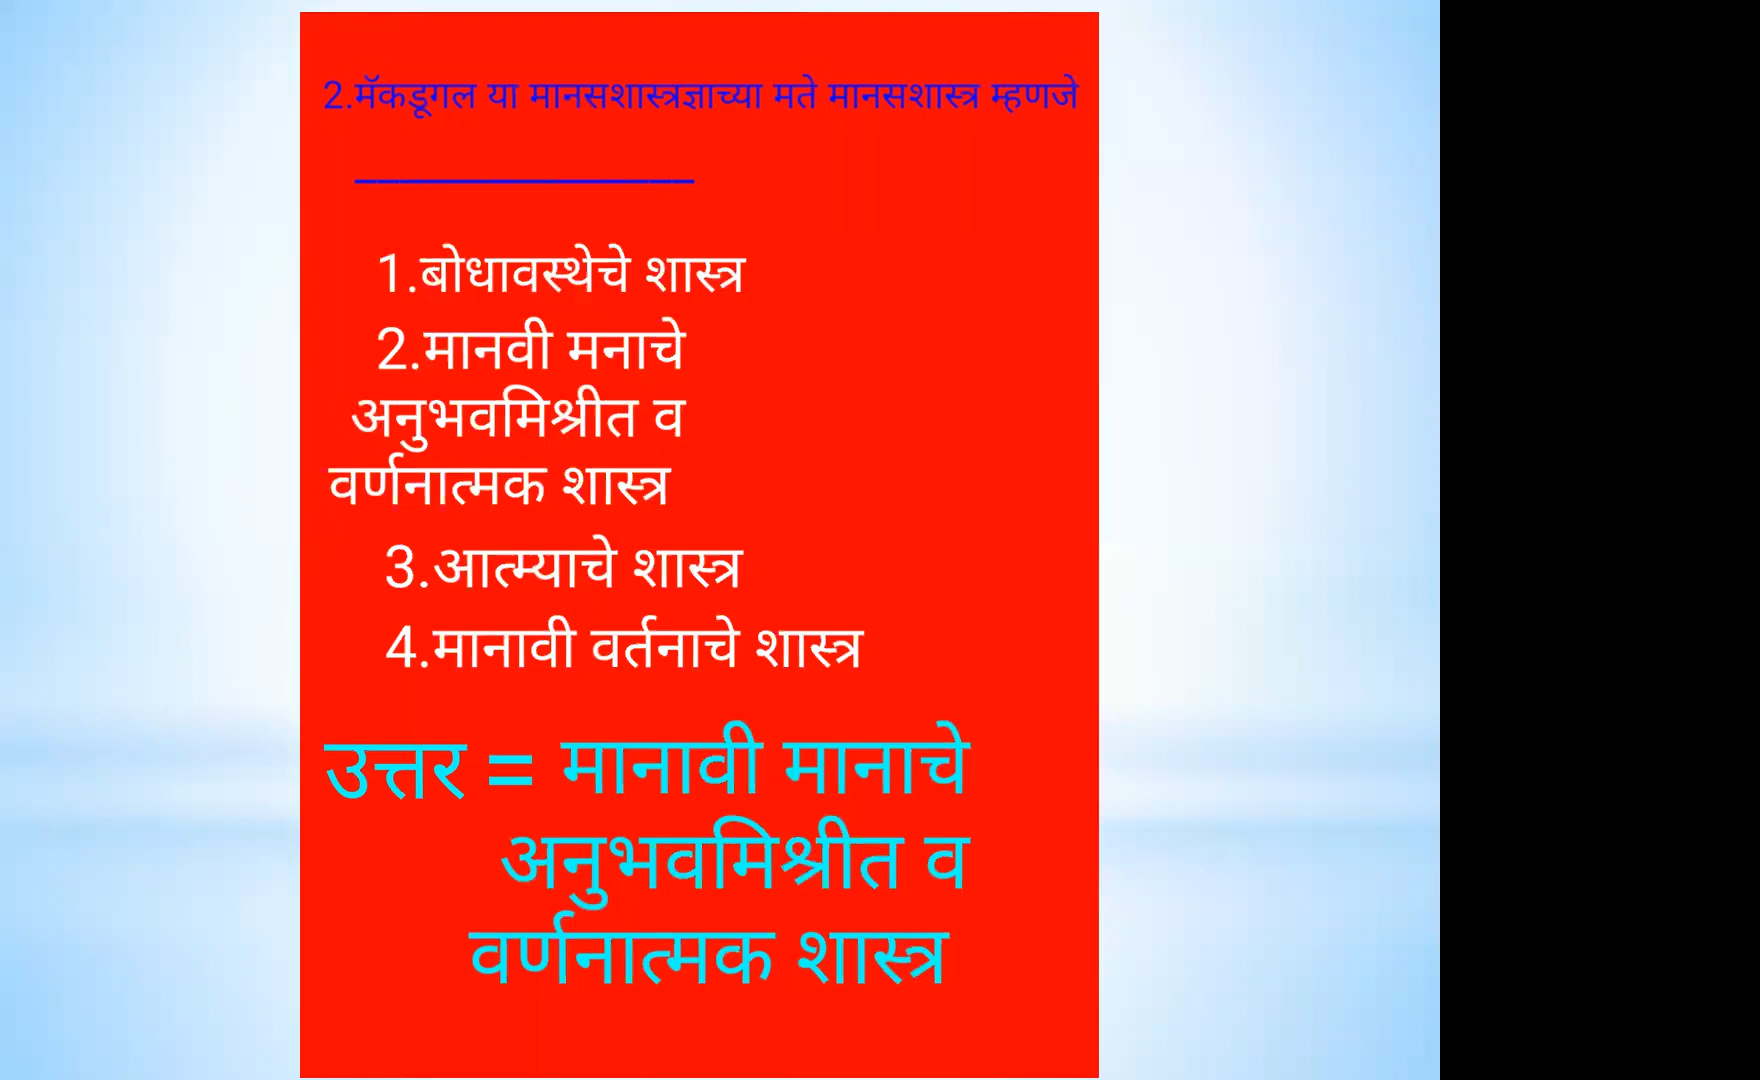 2.मॅकडूगल या मानसशास्त्रज्ञाच्या मते मानसशास्त्र म्हणजे
_______________
1.बोधावस्थेचे शास्त्र
2.मानवी मनाचे
अनुभवमिश्रीत व
वर्णनात्मक शास्त्र
3.आत्म्याचे शास्त्र
4.मानावी वर्तनाचे शास्त्र
उत्तर = मानावी मानाचे
अनुभवमिश्रीत व
वर्णनात्मक शास्त्र